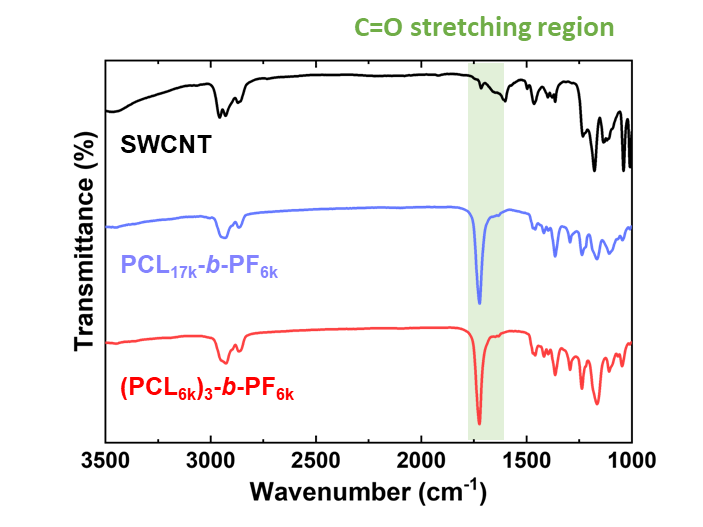 C=O stretching region
Transmittance (%)
SWCNT
PCL17k-b-PF6k
(PCL6k)3-b-PF6k
3500 3000 2500 2000 1500 1000
Wavenumber (cm-1)